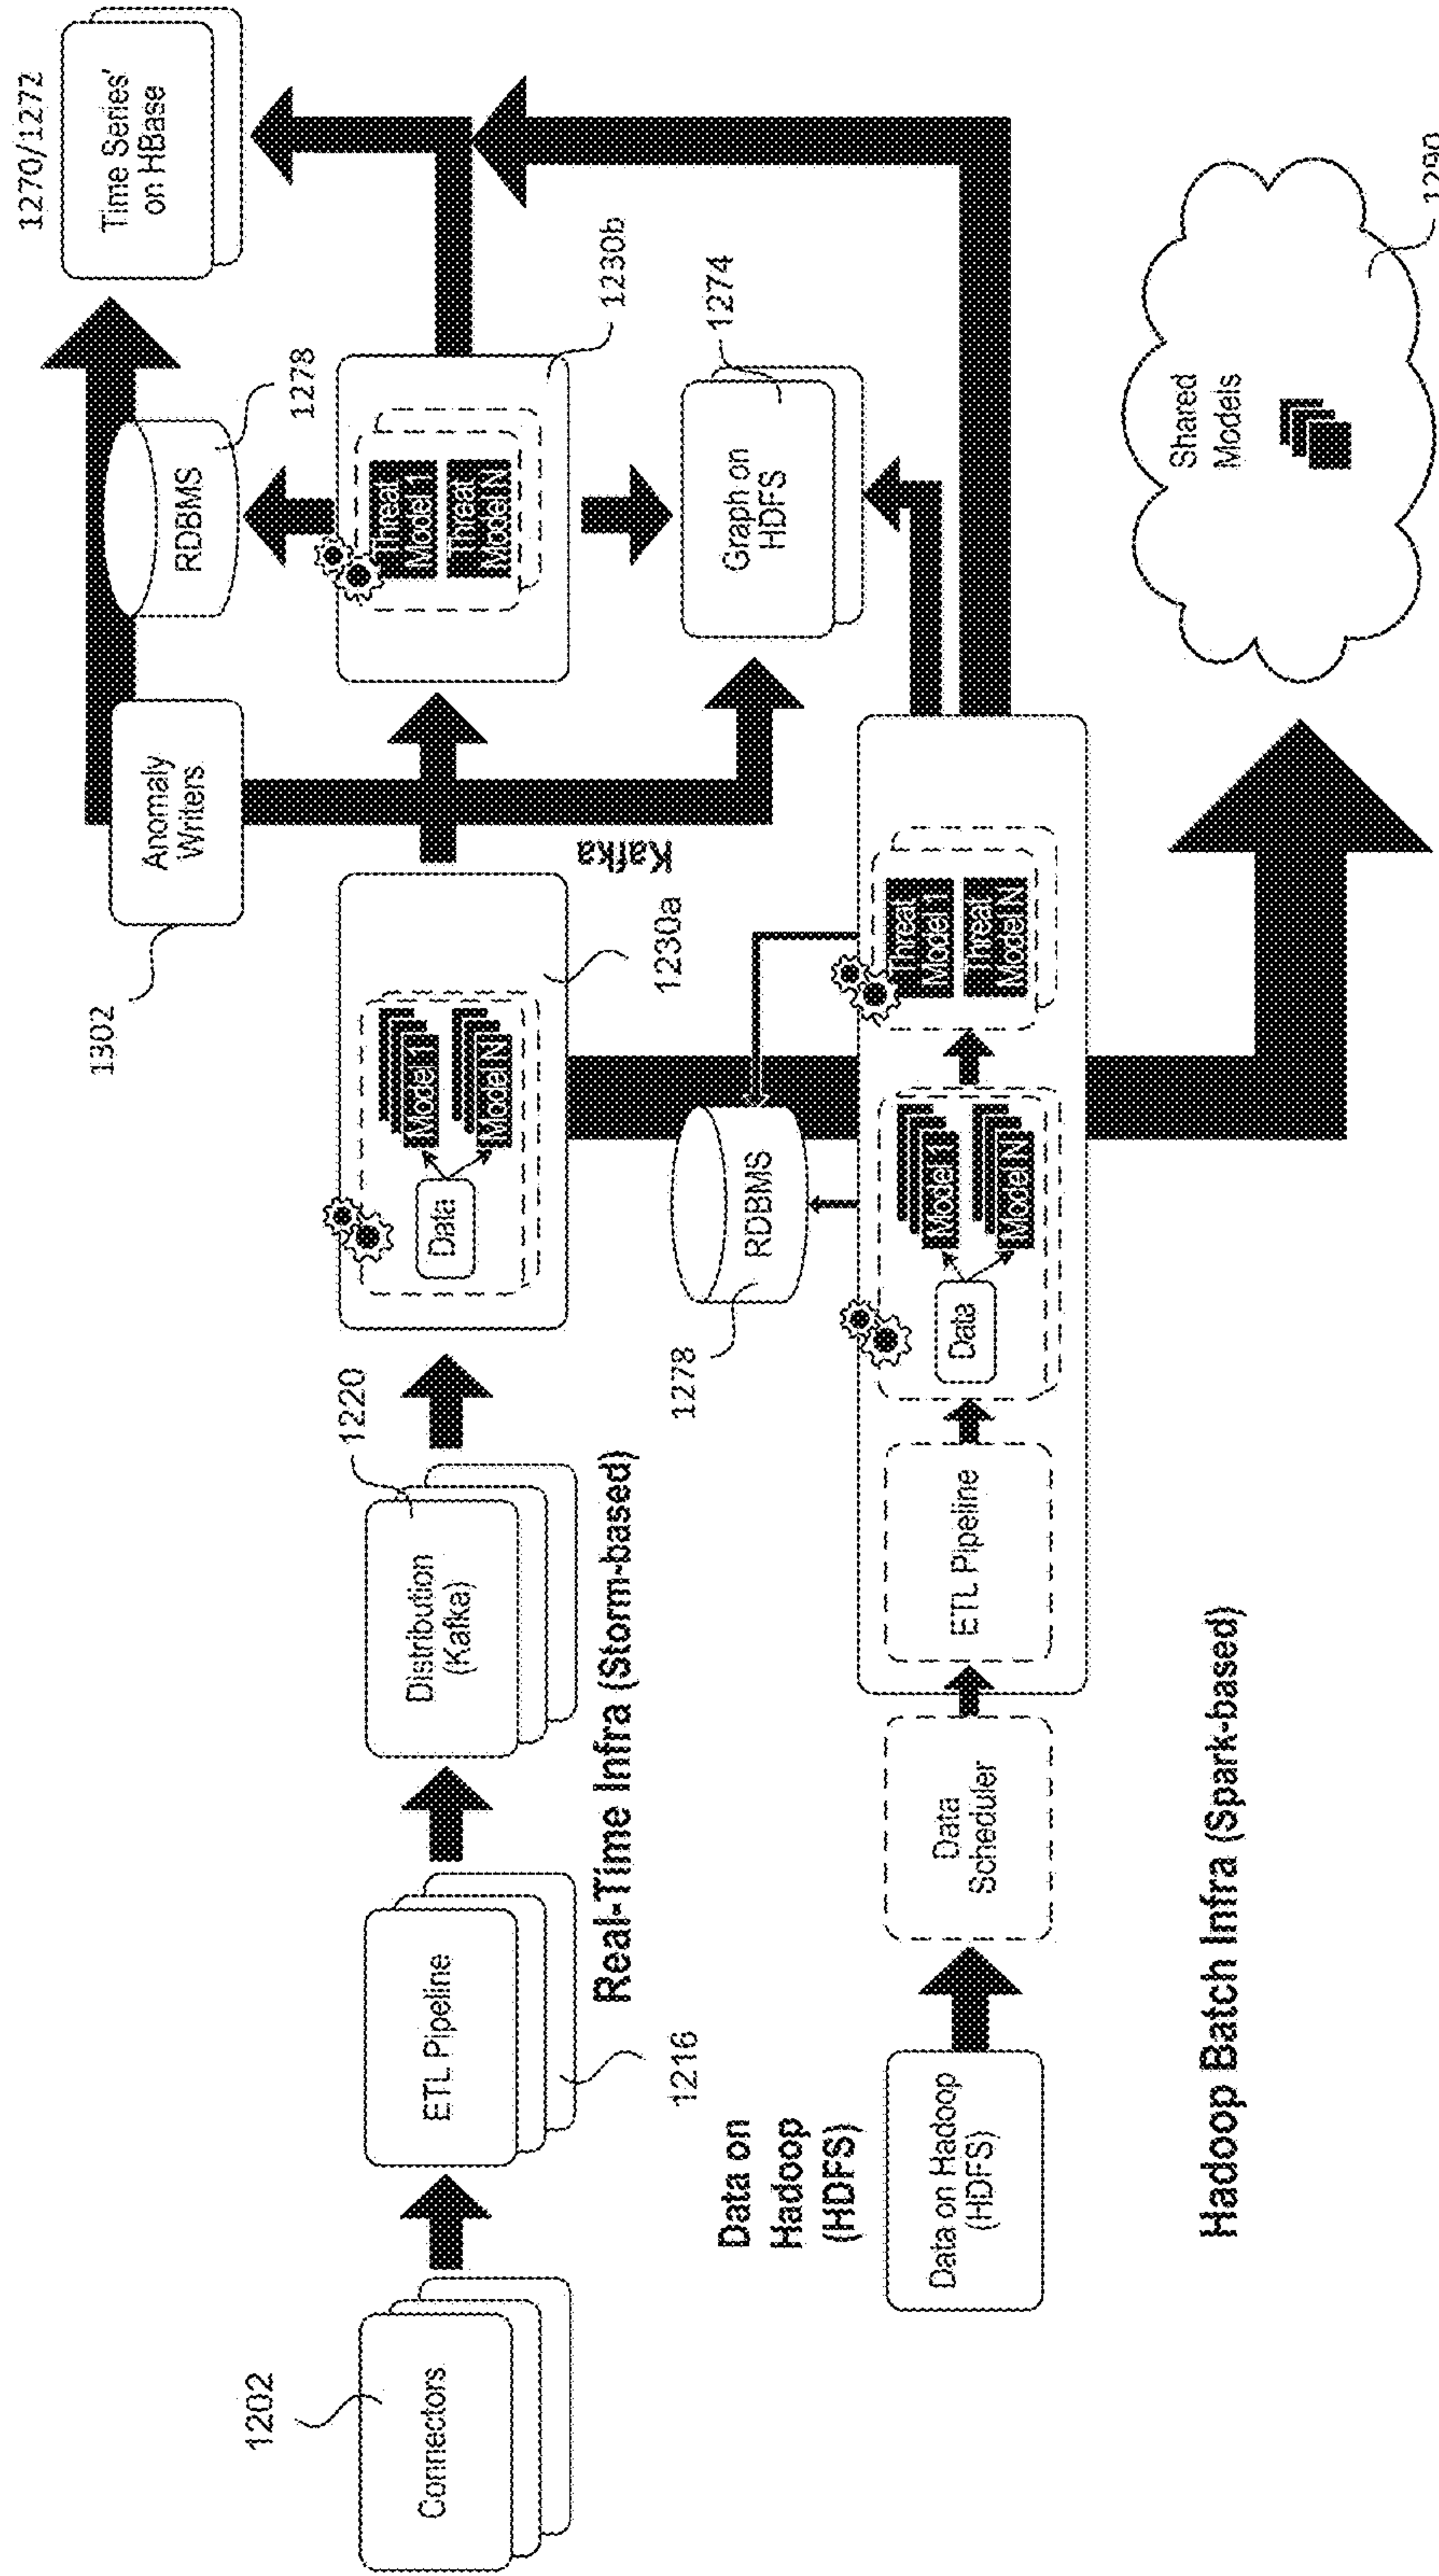 1202
Connectors
ETL Pipeline
1216
Distribution
(Kafka)
1220
Real-Time Infra (Storm-based)
Data
Model 1
Model N
1230a
Kafka
1302
Anomaly
Writers
RDBMS
1278
Threat
Model 1
Threat
Model N
1230b
1270/1272
Time Series'
on HBase
Graph on
HDFS
1274
Data on
Hadoop
(HDFS)
Data on Hadoop
(HDFS)
Data
Scheduler
ETL Pipeline
Data
Model 1
Model N
Threat
Model 1
Threat
Model N
RDBMS
1278
Hadoop Batch Infra (Spark-based)
Shared
Models